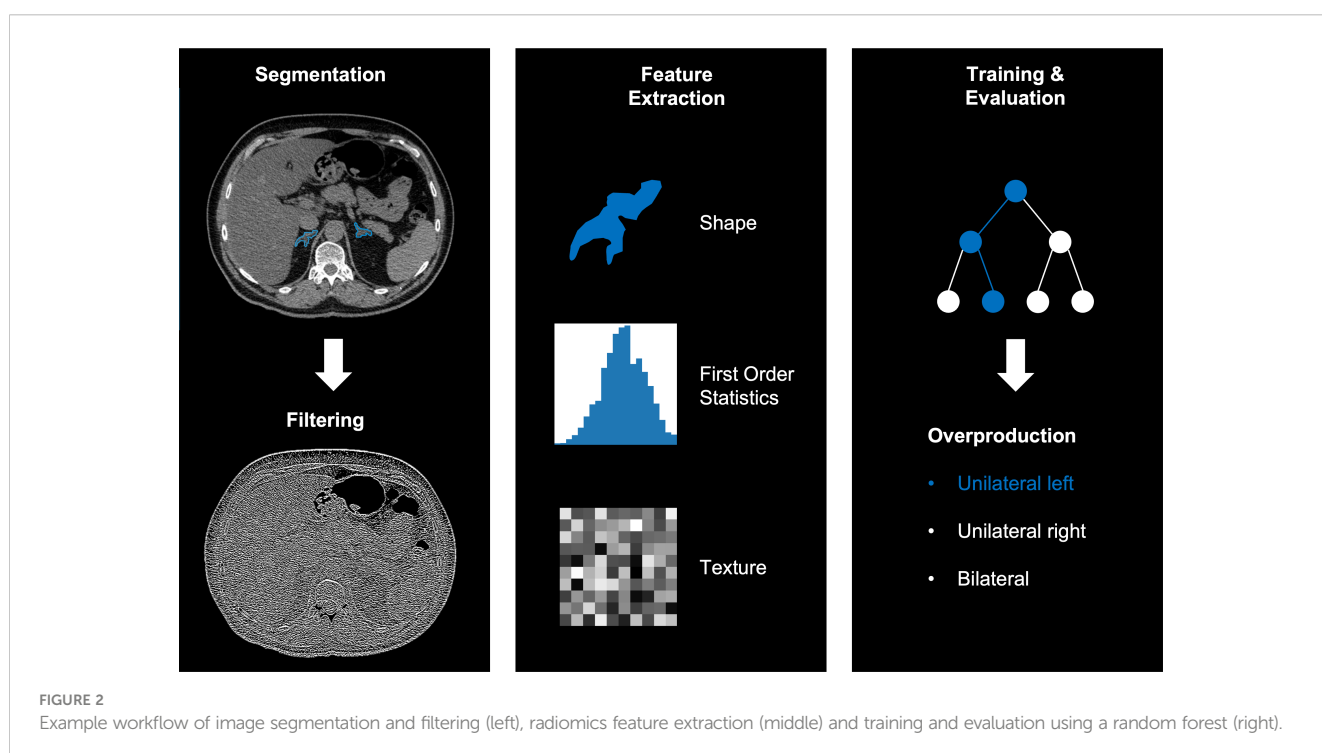 Segmentation
Filtering
Feature
Extraction
Shape
First Order
Statistics
Texture
Training &
Evaluation
Overproduction
• Unilateral left
• Unilateral right
• Bilateral
FIGURE 2
Example workflow of image segmentation and filtering (left), radiomics feature extraction (middle) and training and evaluation using a random forest (right).